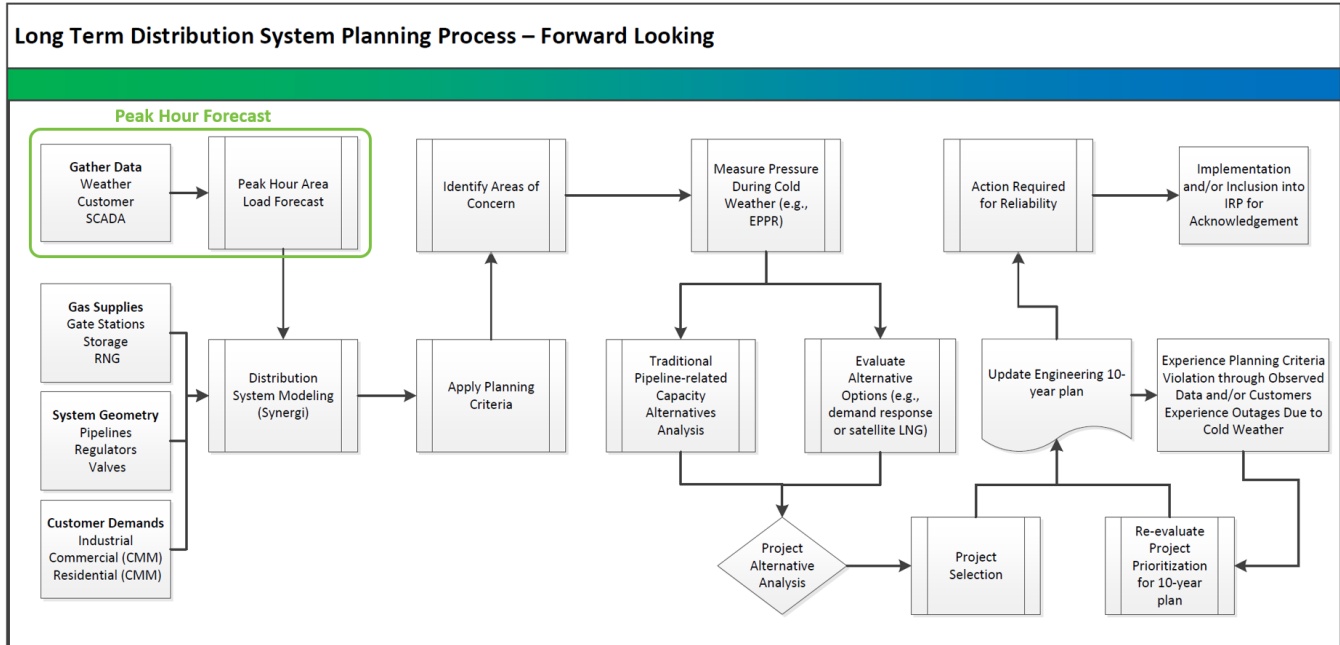 Long Term Distribution System Planning Process – Forward Looking
Peak Hour Forecast
Gather Data
Weather
Customer
SCADA
Peak Hour Area
Load Forecast
Identify Areas of
Concern
Measure Pressure
During Cold
Weather (e.g.,
EPPR)
Action Required
for Reliability
Implementation
and/or Inclusion into
IRP for
Acknowledgement
Gas Supplies
Gate Stations
Storage
RNG
System Geometry
Pipelines
Regulators
Valves
Customer Demands
Industrial
Commercial (CMM)
Residential (CMM)
Distribution
System Modeling
(Synergi)
Apply Planning
Criteria
Traditional
Pipeline-related
Capacity
Alternatives
Analysis
Evaluate
Alternative
Options (e.g.,
demand response
or satellite LNG)
Update Engineering 10-
year plan
Experience Planning Criteria
Violation through Observed
Data and/or Customers
Experience Outages Due to
Cold Weather
Project
Alternative
Analysis
Project
Selection
Re-evaluate
Project
Prioritization
for 10-year
plan